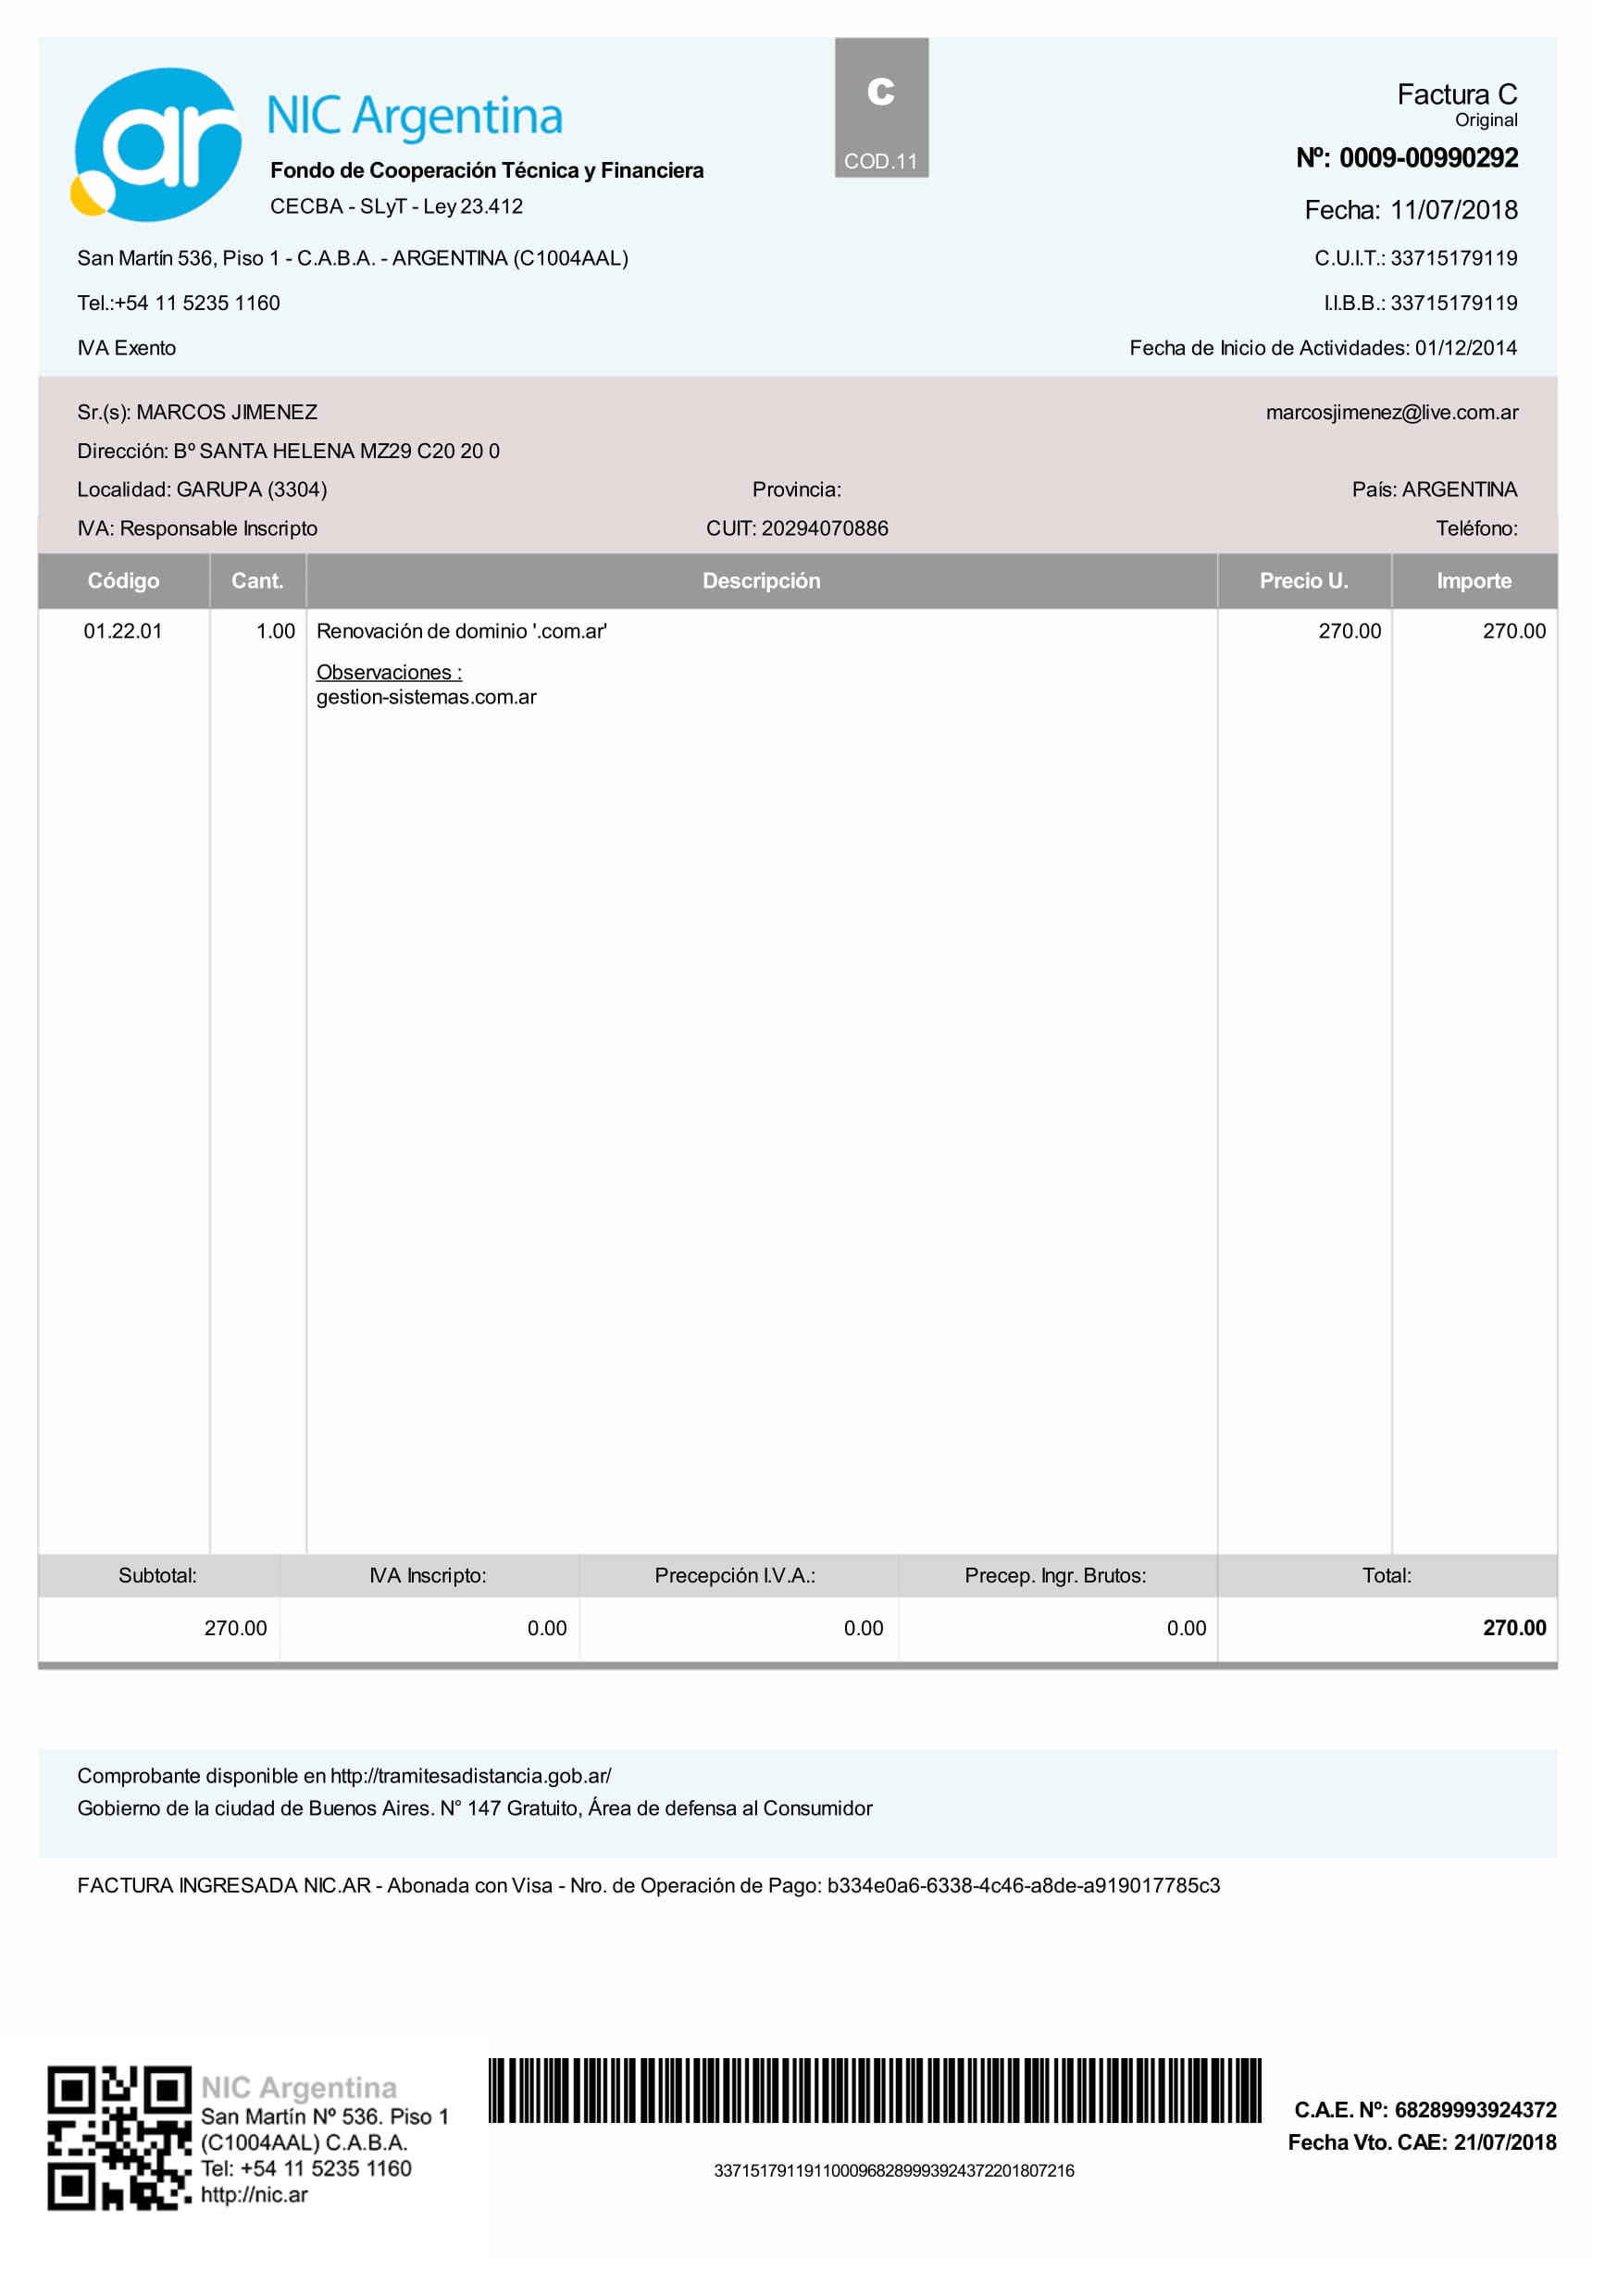 .ar NIC Argentina
Fondo de Cooperación Técnica y Financiera
CECBA - SLyT - Ley 23.412
San Martín 536, Piso 1 - C.A.B.A. - ARGENTINA (C1004AAL)
Tel.:+54 11 5235 1160
IVA Exento
C
COD.11
Factura C
Original
Nº: 0009-00990292
Fecha: 11/07/2018
C.U.I.T.: 33715179119
I.I.B.B.: 33715179119
Fecha de Inicio de Actividades: 01/12/2014
Sr.(s): MARCOS JIMENEZ marcosjimenez@live.com.ar
Dirección: Bº SANTA HELENA MZ29 C20 20 0
Localidad: GARUPA (3304) Provincia: País: ARGENTINA
IVA: Responsable Inscripto CUIT: 20294070886 Teléfono:
Código Cant. Descripción Precio U. Importe
01.22.01 1.00 Renovación de dominio '.com.ar' 270.00 270.00
Observaciones :
gestion-sistemas.com.ar
Subtotal: IVA Inscripto: Precepción I.V.A.: Precep. Ingr. Brutos: Total:
270.00 0.00 0.00 0.00 270.00
Comprobante disponible en http://tramitesadistancia.gob.ar/
Gobierno de la ciudad de Buenos Aires. N° 147 Gratuito, Área de defensa al Consumidor
FACTURA INGRESADA NIC.AR - Abonada con Visa - Nro. de Operación de Pago: b334e0a6-6338-4c46-a8de-a919017785c3
NIC Argentina
San Martín Nº 536. Piso 1
(C1004AAL) C.A.B.A.
Tel: +54 11 5235 1160
http://nic.ar
3371517911911000968289993924372201807216
C.A.E. Nº: 68289993924372
Fecha Vto. CAE: 21/07/2018